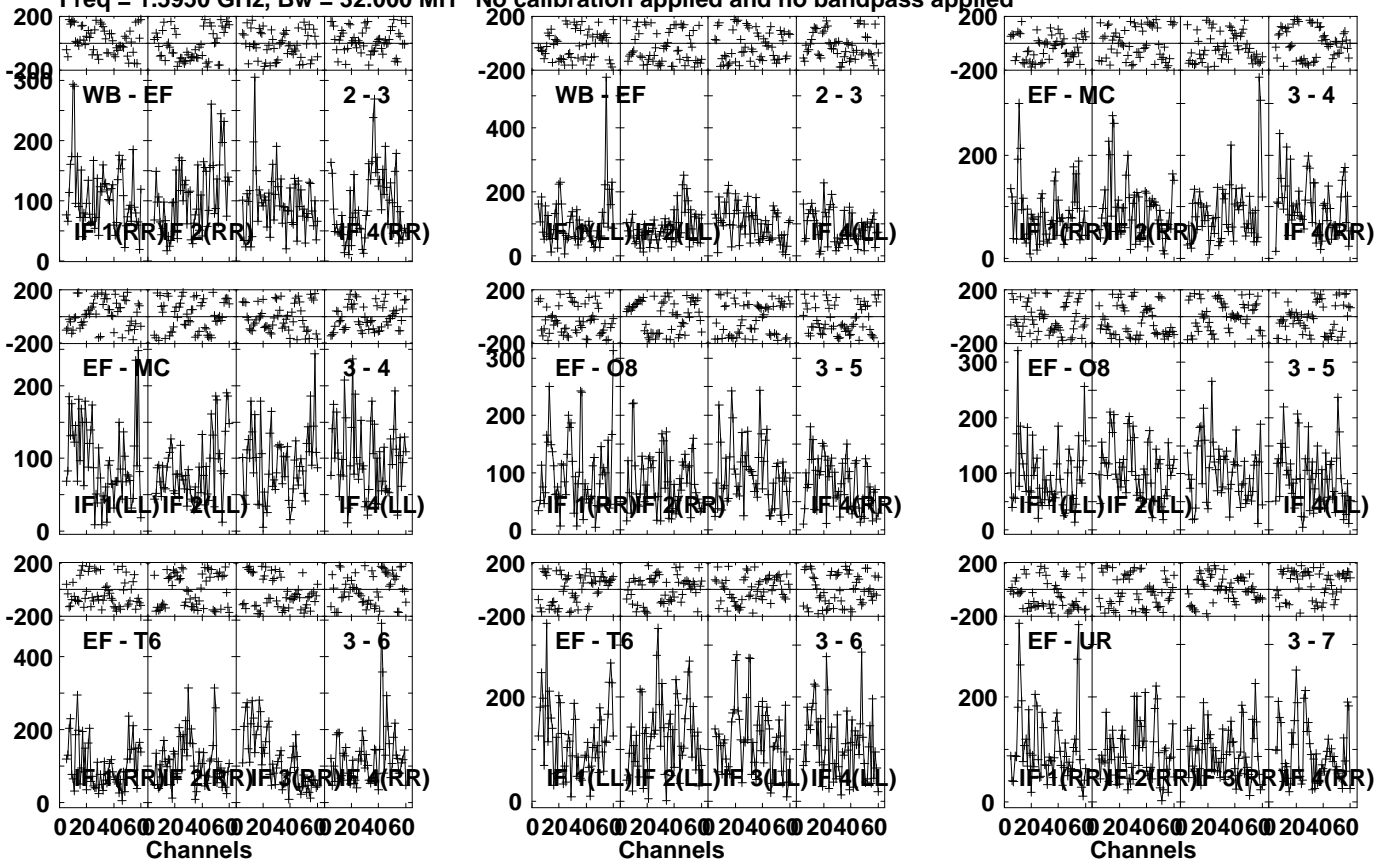 Freq = 1.5950 GHz, Bw = 32.000 MH No calibration applied and no bandpass applied
200
-200
300
200
100
0
WB - EF 2 - 3
IF 1(RR) IF 2(RR) IF 4(RR)
200
-200
400
200
0
WB - EF 2 - 3
IF 1(LL) IF 2(LL) IF 4(LL)
200
-200
200
0
EF - MC 3 - 4
IF 1(RR) IF 2(RR) IF 4(RR)
200
-200
200
100
0
EF - MC 3 - 4
IF 1(LL) IF 2(LL) IF 4(LL)
200
-200
300
200
100
0
EF - O8 3 - 5
IF 1(RR) IF 2(RR) IF 4(RR)
200
-200
300
200
100
0
EF - O8 3 - 5
IF 1(LL) IF 2(LL) IF 4(LL)
200
-200
400
200
0
EF - T6 3 - 6
IF 1(RR) IF 2(RR) IF 3(RR) IF 4(RR)
0 20 40 60 0 20 40 60 0 20 40 60 0 20 40 60
Channels
200
-200
200
0
EF - T6 3 - 6
IF 1(LL) IF 2(LL) IF 3(LL) IF 4(LL)
0 20 40 60 0 20 40 60 0 20 40 60 0 20 40 60
Channels
200
-200
200
0
EF - UR 3 - 7
IF 1(RR) IF 2(RR) IF 3(RR) IF 4(RR)
0 20 40 60 0 20 40 60 0 20 40 60 0 20 40 60
Channels